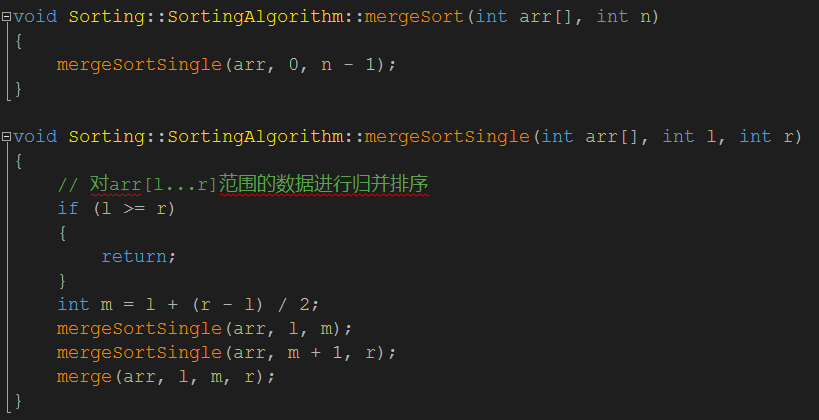 void Sorting::SortingAlgorithm::mergeSort(int arr[], int n)
{
    mergeSortSingle(arr, 0, n - 1);
}

void Sorting::SortingAlgorithm::mergeSortSingle(int arr[], int l, int r)
{
    // 对arr[l...r]范围的数据进行归并排序
    if (l >= r)
    {
        return;
    }
    int m = l + (r - l) / 2;
    mergeSortSingle(arr, l, m);
    mergeSortSingle(arr, m + 1, r);
    merge(arr, l, m, r);
}